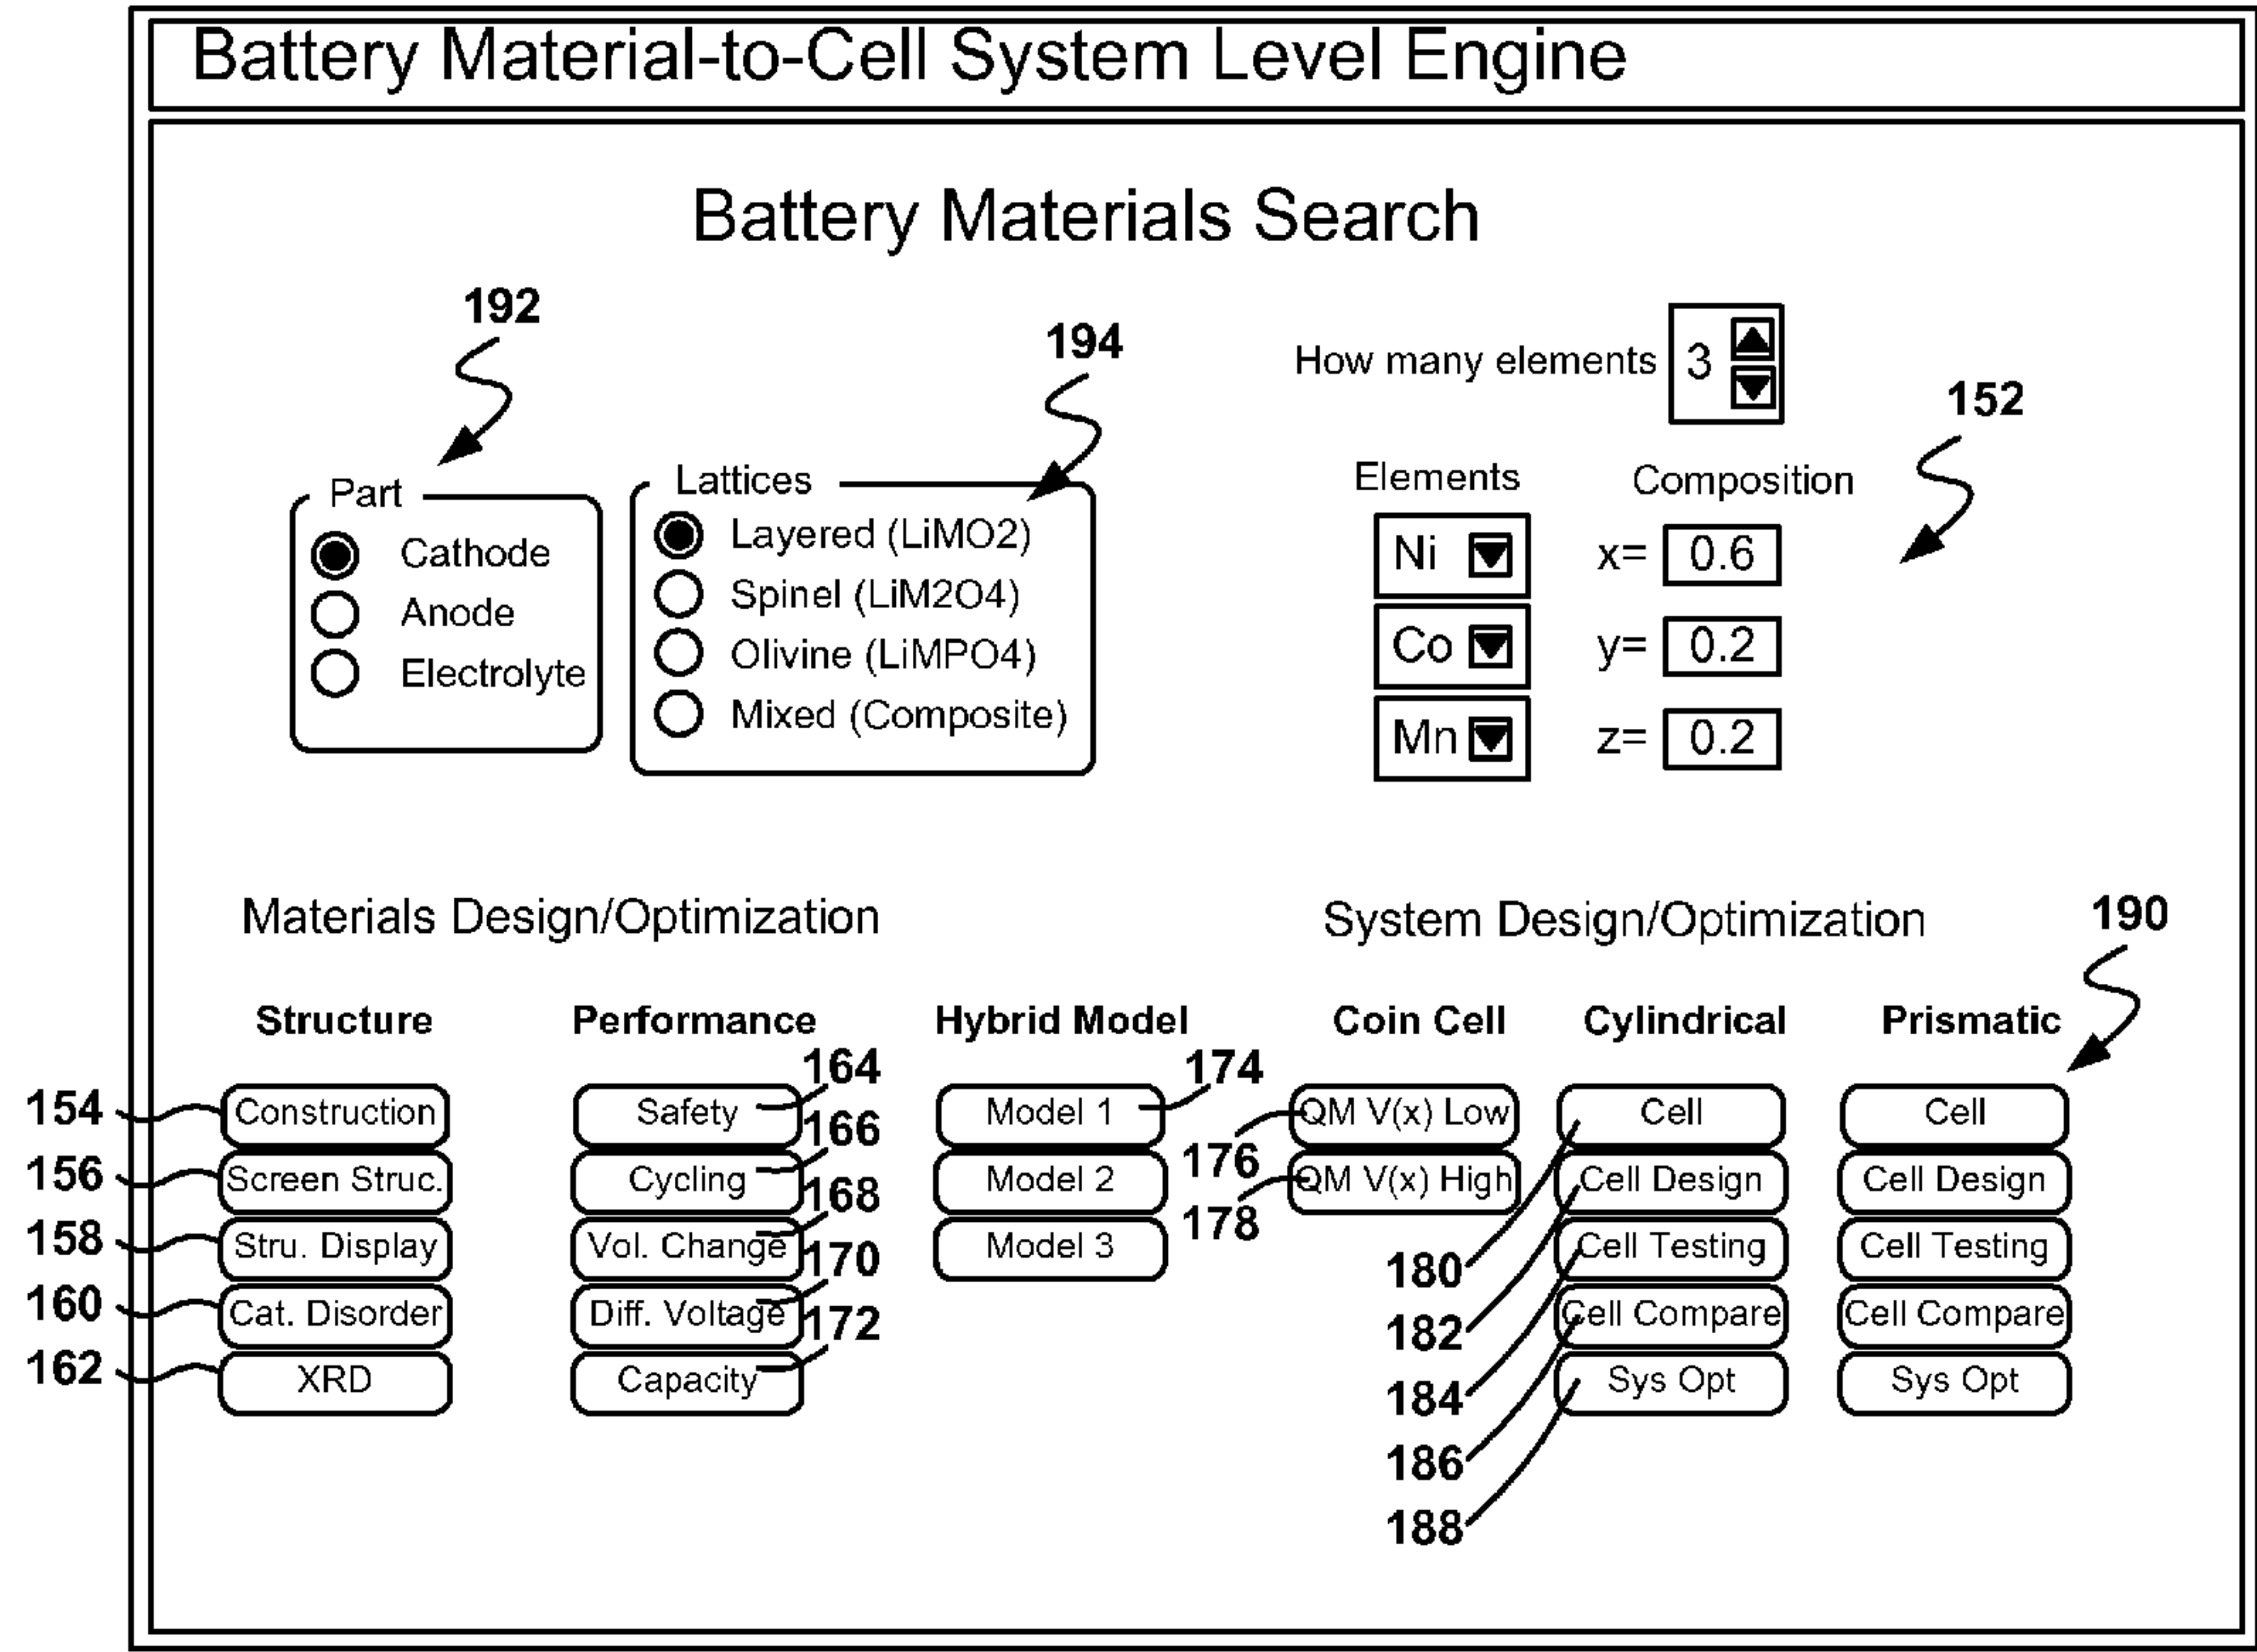 Battery Material-to-Cell System Level Engine
Battery Materials Search
192
194
How many elements 3
152
Part
Cathode
Anode
Electrolyte
Lattices
Layered (LiMO2)
Spinel (LiM2O4)
Olivine (LiMPO4)
Mixed (Composite)
Elements Composition
Ni x= 0.6
Co y= 0.2
Mn z= 0.2
Materials Design/Optimization
System Design/Optimization
190
Structure
154 Construction
156 Screen Struc.
158 Stru. Display
160 Cat. Disorder
162 XRD
Performance
Safety 164
Cycling 166
Vol. Change 168
Diff. Voltage 170
Capacity 172
Hybrid Model
Model 1 174
Model 2
Model 3
Coin Cell
QM V(x) Low
176
QM V(x) High
178
Cylindrical
Cell
Cell Design
Cell Testing
Cell Compare
Sys Opt
180
182
184
186
188
Prismatic
Cell
Cell Design
Cell Testing
Cell Compare
Sys Opt